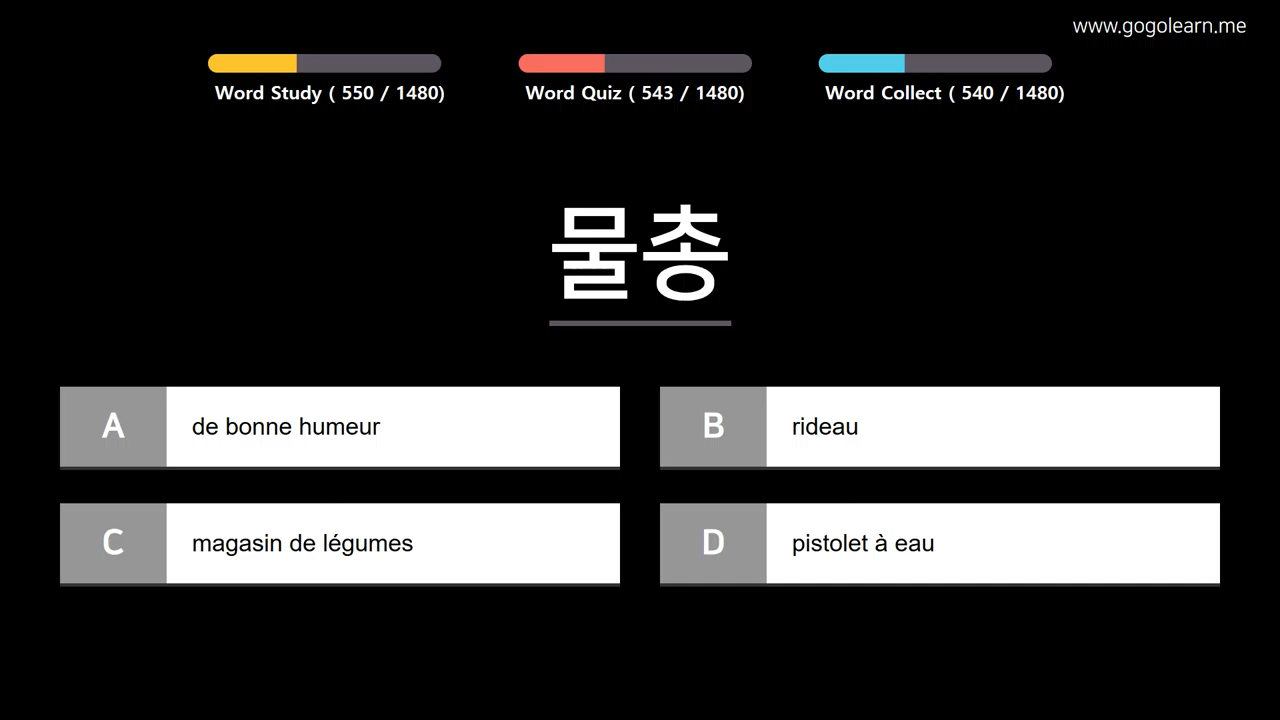 www.gogolearn.me
Word Study ( 550 / 1480)
Word Quiz ( 543 / 1480)
Word Collect ( 540 / 1480)
물총
A de bonne humeur
B rideau
C magasin de légumes
D pistolet à eau